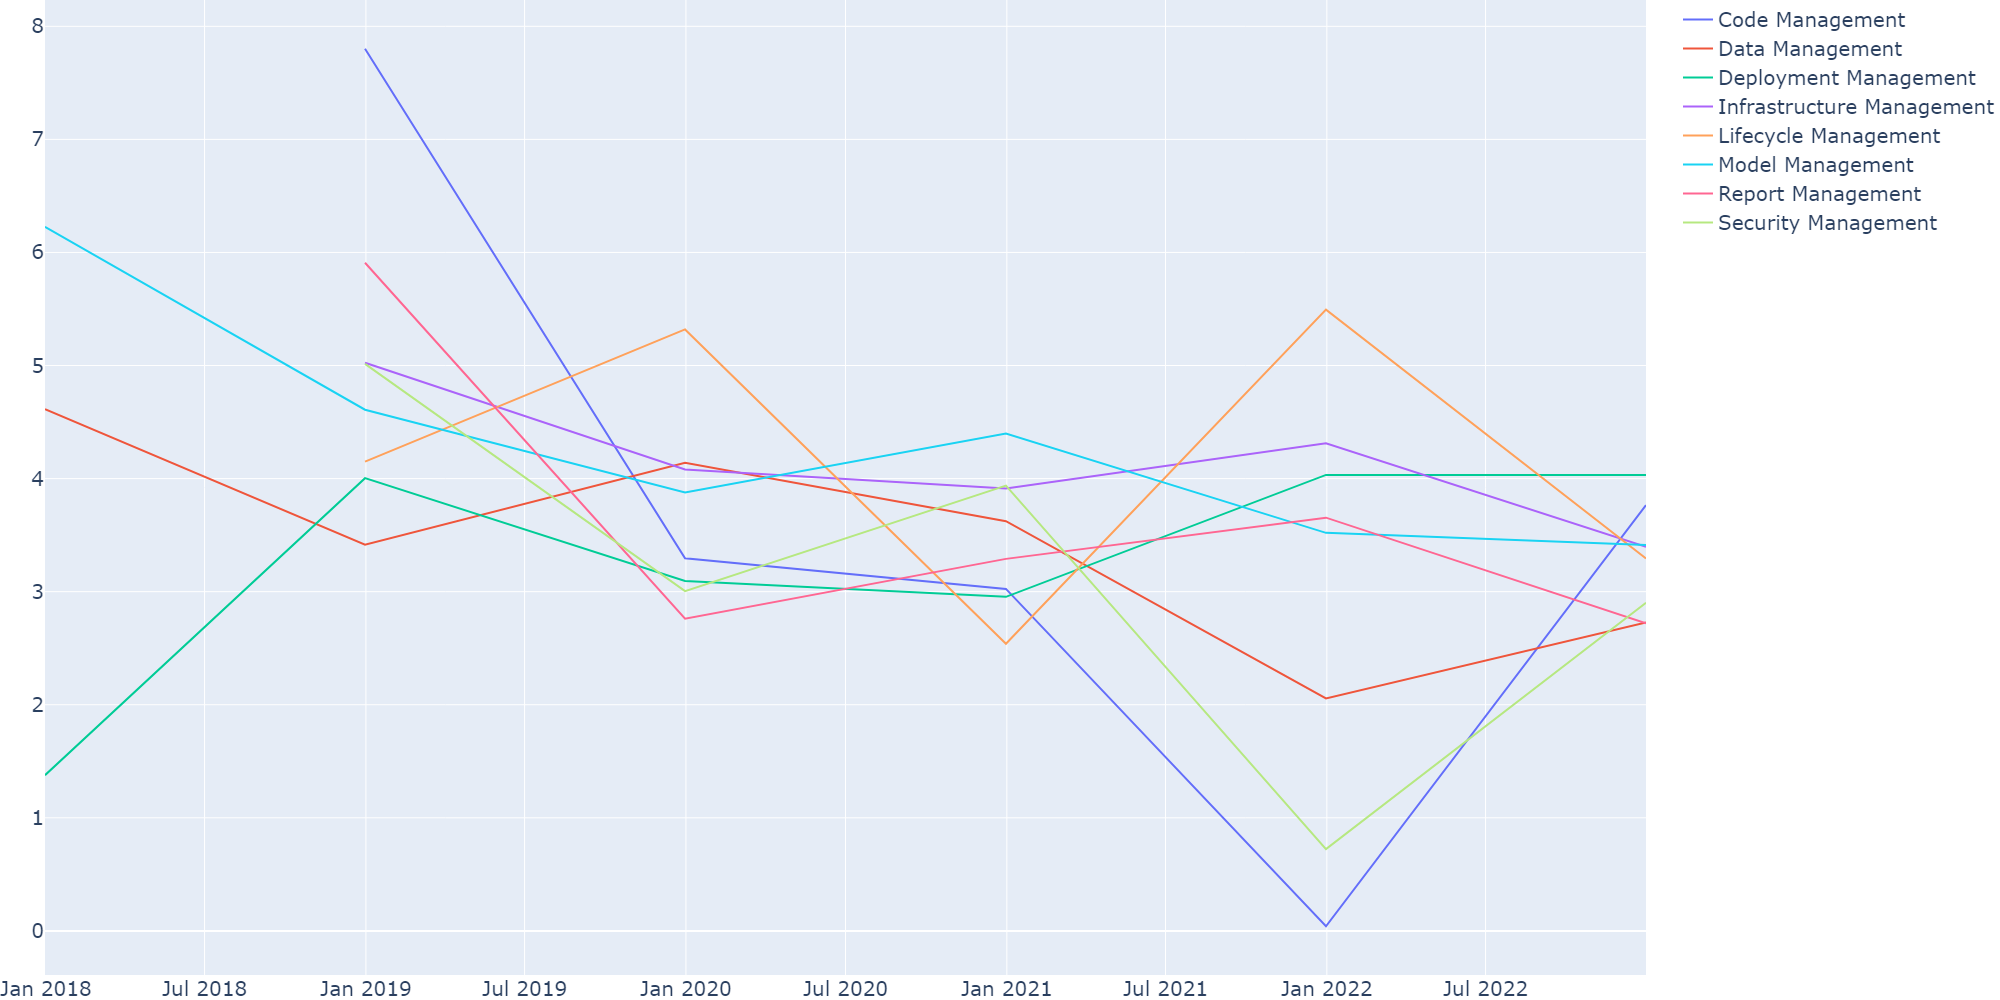 8
7
6
5
4
3
2
1
0
Jan 2018
Jul 2018
Jan 2019
Jul 2019
Jan 2020
Jul 2020
Jan 2021
Jul 2021
Jan 2022
Jul 2022
Code Management
Data Management
Deployment Management
Infrastructure Management
Lifecycle Management
Model Management
Report Management
Security Management